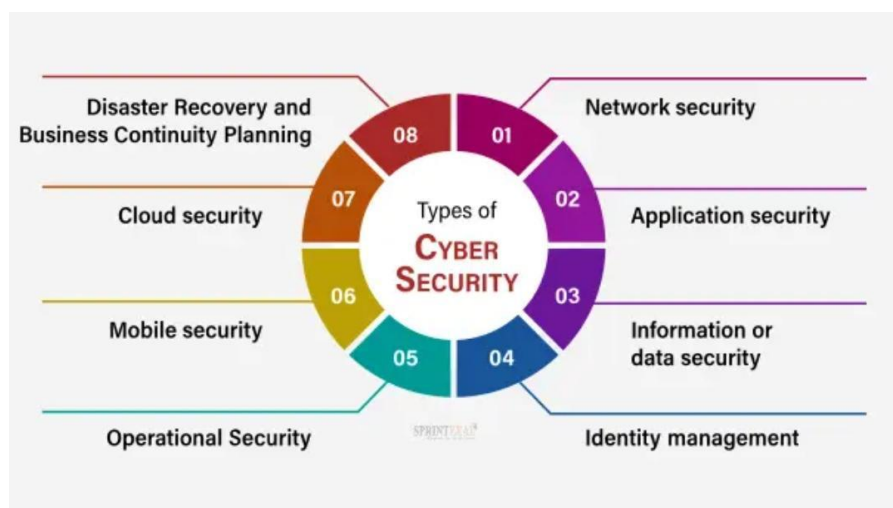 Types of
CYBER
SECURITY
01
Network security
02
Application security
03
Information or
data security
04
Identity management
05
Operational Security
06
Mobile security
07
Cloud security
08
Disaster Recovery and
Business Continuity Planning